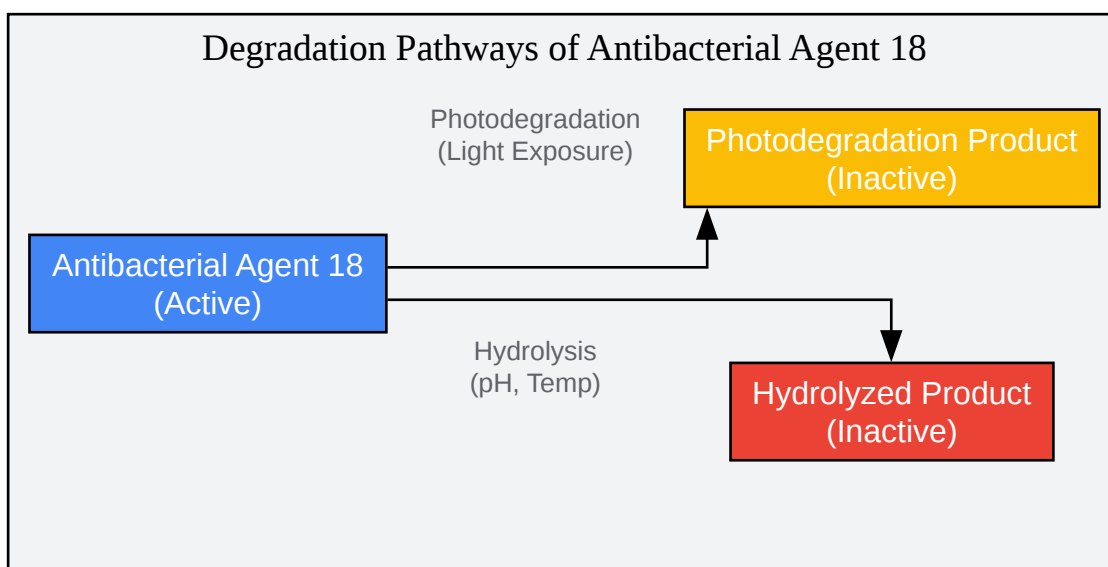 Degradation Pathways of Antibacterial Agent 18
Photodegradation
(Light Exposure)
Photodegradation Product
(Inactive)
Antibacterial Agent 18
(Active)
Hydrolysis
(pH, Temp)
Hydrolyzed Product
(Inactive)